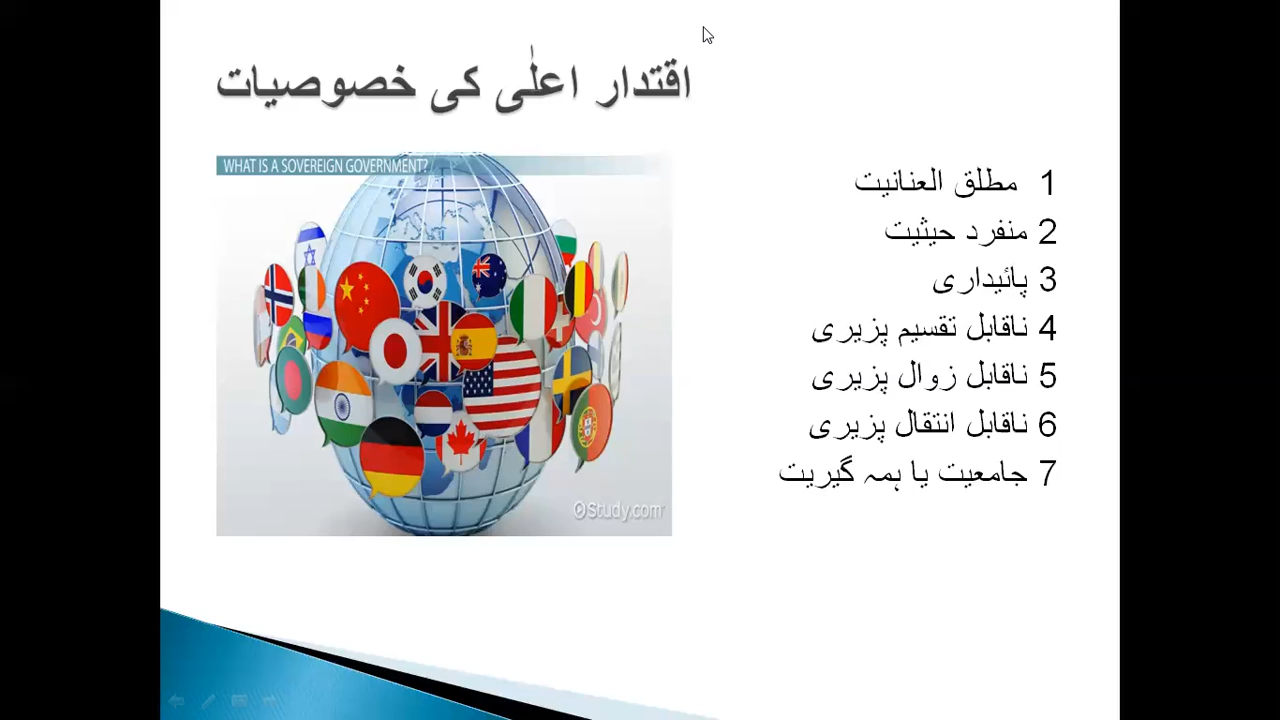 اقتدار اعلٰی کی خصوصیات
WHAT IS A SOVEREIGN GOVERNMENT?
1 مطلق العنانیت
2 منفرد حیثیت
3 پائیداری
4 ناقابل تقسیم پزیری
5 ناقابل زوال پزیری
6 ناقابل انتقال پزیری
7 جامعیت یا ہمہ گیریت
Study.com